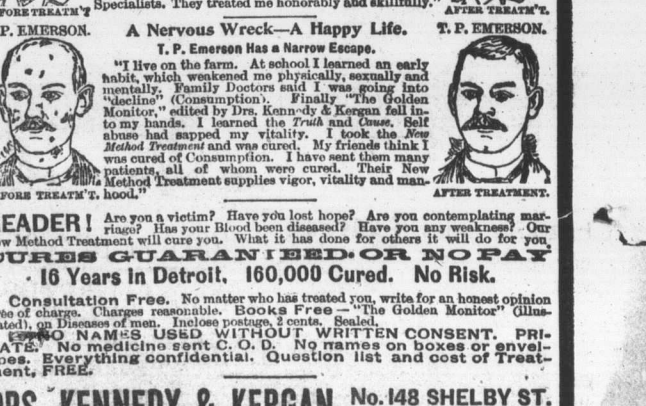 Specialists. They treated me honorably and skillfully."
FORE TREATM'T AFTER TREATM'T.
P. EMERSON. A Nervous Wreck—A Happy Life. T. P. EMERSON.
T. P. Emerson Has a Narrow Escape.
"I live on the farm. At school I learned an early
habit, which weakened me physically, sexually and
mentally. Family Doctors said I was going into
"decline" (Consumption). Finally "The Golden
Monitor," edited by Drs. Kennedy & Kergan fell in-
to my hands. I learned the Truth and Cause. Self
abuse had sapped my vitality. I took the New
Method Treatment and was cured. My friends think I
was cured of Consumption. I have sent them many
patients, all of whom were cured. Their New
Method Treatment supplies vigor, vitality and man-
hood."
FORE TREATM'T. AFTER TREATMENT.
EADER! Are you a victim? Have you lost hope? Are you contemplating mar-
riage? Has your Blood been diseased? Have you any weakness? Our
ew Method Treatment will cure you. What it has done for others it will do for you
CURES GUARANTEED OR NO PAY
16 Years in Detroit. 160,000 Cured. No Risk.
Consultation Free. No matter who has treated you, write for an honest opinion
ree of charge. Charges reasonable. Books Free—"The Golden Monitor" (illus-
ated), on Diseases of men. Inclose postage, 2 cents. Sealed.
NO NAMES USED WITHOUT WRITTEN CONSENT. PRI-
ATE. No medicine sent C. O. D. No names on boxes or envel-
pes. Everything confidential. Question list and cost of Treat-
ment, FREE.
DRS. KENNEDY & KERGAN No. 148 SHELBY ST.